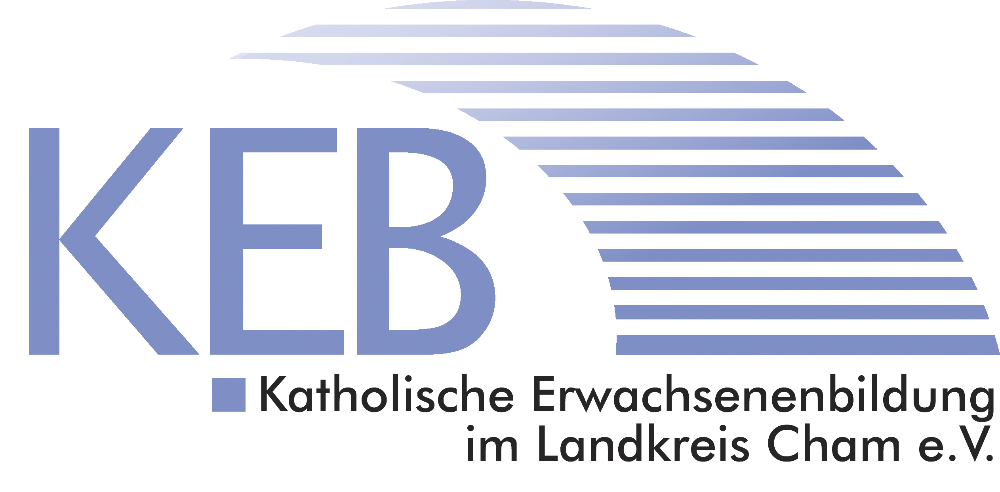 KEB
Katholische Erwachsenenbildung
im Landkreis Cham e.V.